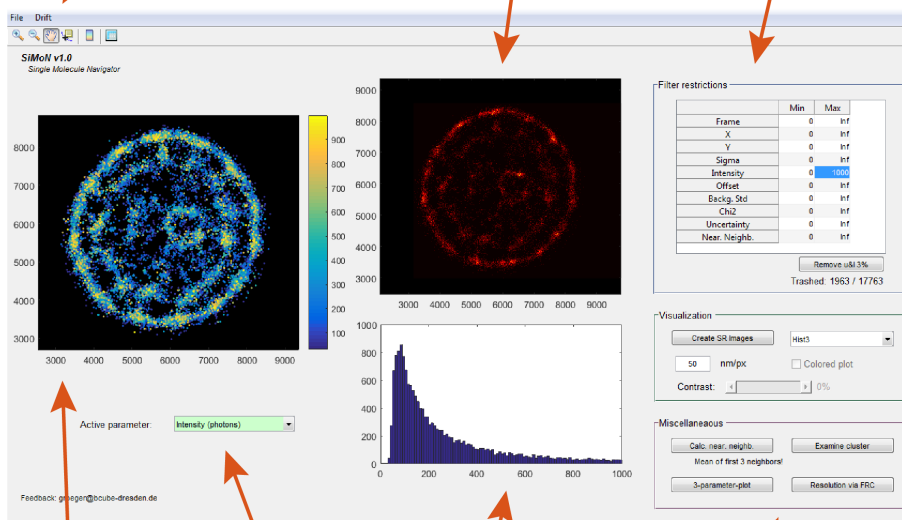 File Drift
SiMoN v1.0
Single Molecule Navigator
8000
7000
6000
5000
4000
3000
3000 4000 5000 6000 7000 8000 9000
900
800
700
600
500
400
300
200
100
9000
8000
7000
6000
5000
4000
3000
3000 4000 5000 6000 7000 8000 9000
1000
800
600
400
200
0
0 200 400 600 800 1000
Active parameter: Intensity (photons)
Feedback: graeger@bcube-dresden.de
Filter restrictions
Min Max
Frame 0 Inf
X 0 Inf
Y 0 Inf
Sigma 0 Inf
Intensity 0 1000
Offset 0 Inf
Backg. Std 0 Inf
Chi2 0 Inf
Uncertainty 0 Inf
Near. Neighb. 0 Inf
Remove u&I 3%
Trashed: 1963 / 17763
Visualization
Create SR Images Hist3
50 nm/px Colored plot
Contrast: 0%
Miscellaneaous
Calc. near. neighb. Examine cluster
Mean of first 3 neighbors!
3-parameter-plot Resolution via FRC